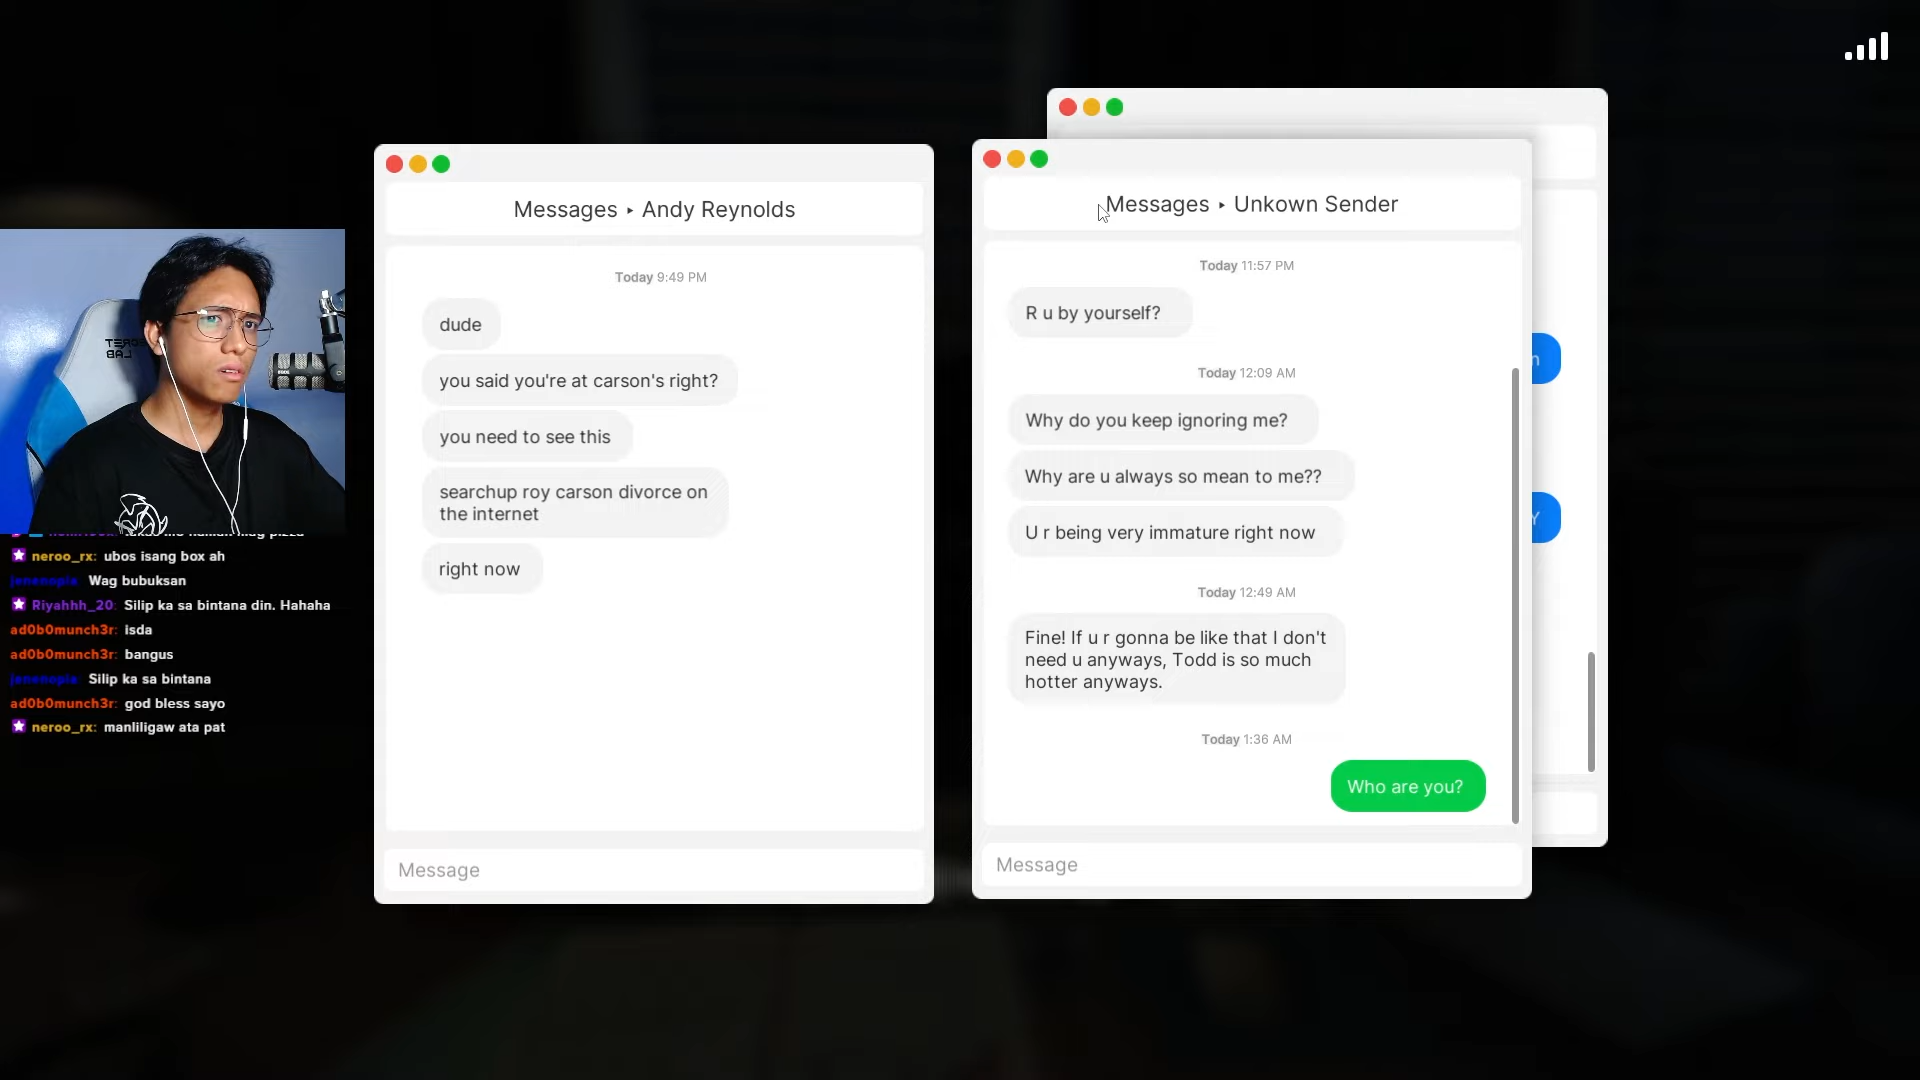 Messages ‣ Andy Reynolds
Today 9:49 PM
dude
you said you're at carson's right?
you need to see this
searchup roy carson divorce on
the internet
right now
Message
Messages ‣ Unkown Sender
Today 11:57 PM
R u by yourself?
Today 12:09 AM
Why do you keep ignoring me?
Why are u always so mean to me??
U r being very immature right now
Today 12:49 AM
Fine! If u r gonna be like that I don't
need u anyways, Todd is so much
hotter anyways.
Today 1:36 AM
Who are you?
Message
n
Y
neroo_rx: ubos isang box ah
jenenopia: Wag bubuksan
Riyahhh_20: Silip ka sa bintana din. Hahaha
ad0b0munch3r: isda
ad0b0munch3r: bangus
jenenopia: Silip ka sa bintana
ad0b0munch3r: god bless sayo
neroo_rx: manliligaw ata pat